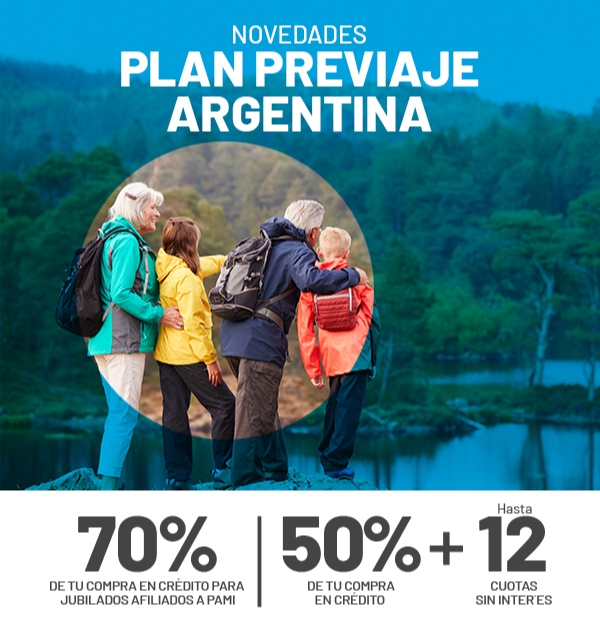 NOVEDADES
PLAN PREVIAJE
ARGENTINA
70%
DE TU COMPRA EN CRÉDITO PARA
JUBILADOS AFILIADOS A PAMI
50% +
DE TU COMPRA
EN CRÉDITO
Hasta
12
CUOTAS
SIN INTER´ES